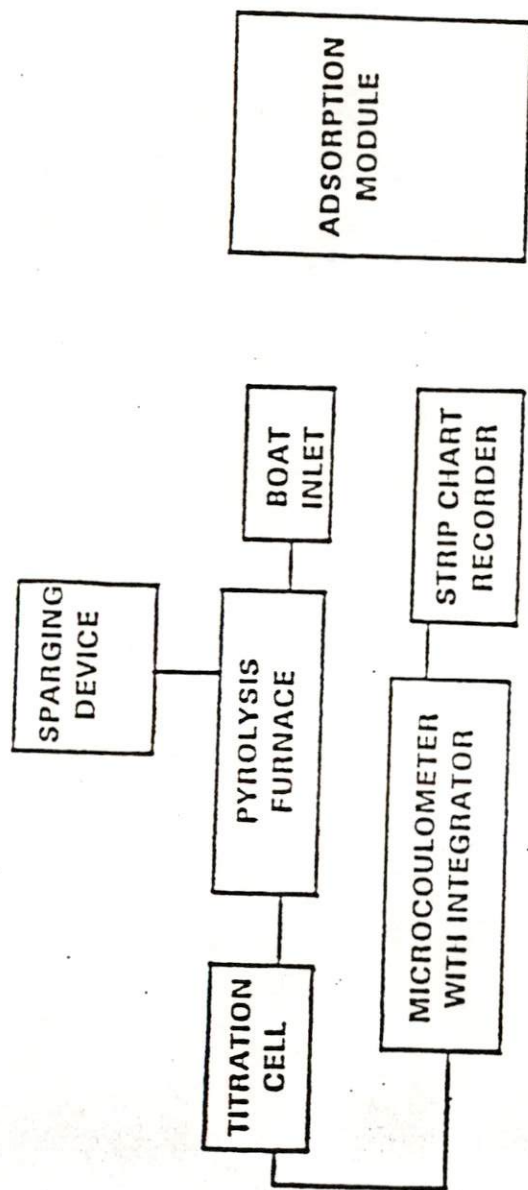 SPARGING
DEVICE
TITRATION
CELL
PYROLYSIS
FURNACE
BOAT
INLET
ADSORPTION
MODULE
MICROCOULOMETER
WITH INTEGRATOR
STRIP CHART
RECORDER